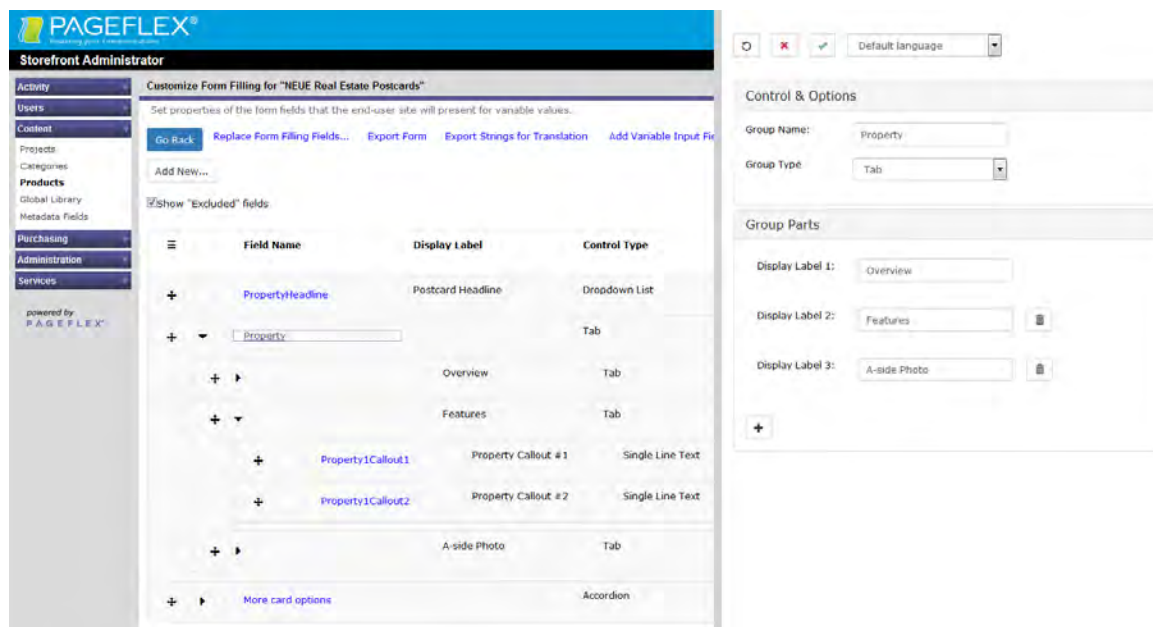 PAGEFLEX®
Storefront Administrator
Activity
Users
Content
Projects
Categories
Products
Global Library
Metadata Fields
Purchasing
Administration
Services
powered by
PAGEFLEX
Customize Form Filling for "NEUE Real Estate Postcards"
Set properties of the form fields that the end-user site will present for variable values.
Go Back Replace Form Filling Fields... Export Form Export Strings for Translation Add Variable Input Fie
Add New...
Show "Excluded" fields
Field Name Display Label Control Type
PropertyHeadline Postcard Headline Dropdown List
Property Tab
Overview Tab
Features Tab
Property1Callout1 Property Callout #1 Single Line Text
Property1Callout2 Property Callout #2 Single Line Text
A-side Photo Tab
More card options Accordion
Default language
Control & Options
Group Name: Property
Group Type Tab
Group Parts
Display Label 1: Overview
Display Label 2: Features
Display Label 3: A-side Photo